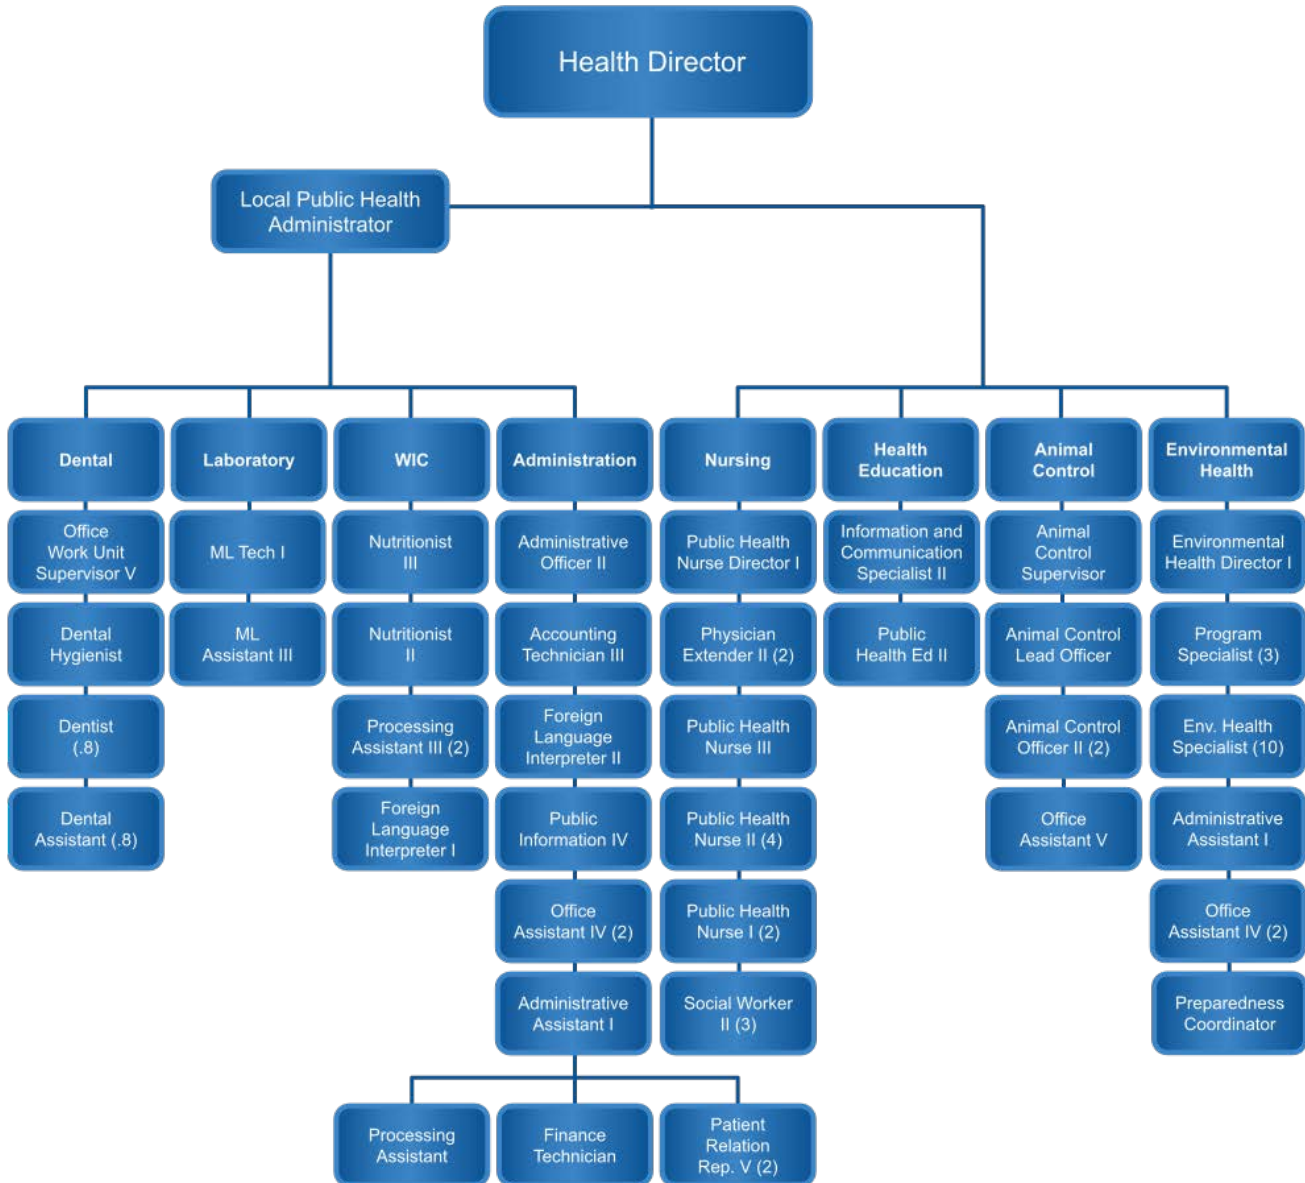 Health Director
Local Public Health
Administrator
Dental
Laboratory
WIC
Administration
Nursing
Health
Education
Animal
Control
Environmental
Health
Office
Work Unit
Supervisor V
ML Tech I
Nutritionist
III
Administrative
Officer II
Public Health
Nurse Director I
Information and
Communication
Specialist II
Animal
Control
Supervisor
Environmental
Health Director I
Dental
Hygienist
ML
Assistant III
Nutritionist
II
Accounting
Technician III
Physician
Extender II (2)
Public
Health Ed II
Animal Control
Lead Officer
Program
Specialist (3)
Dentist
(.8)
Processing
Assistant III (2)
Foreign
Language
Interpreter II
Public Health
Nurse III
Animal Control
Officer II (2)
Env. Health
Specialist (10)
Dental
Assistant (.8)
Foreign
Language
Interpreter I
Public
Information IV
Public Health
Nurse II (4)
Office
Assistant V
Administrative
Assistant I
Office
Assistant IV (2)
Public Health
Nurse I (2)
Office
Assistant IV (2)
Administrative
Assistant I
Social Worker
II (3)
Preparedness
Coordinator
Processing
Assistant
Finance
Technician
Patient
Relation
Rep. V (2)